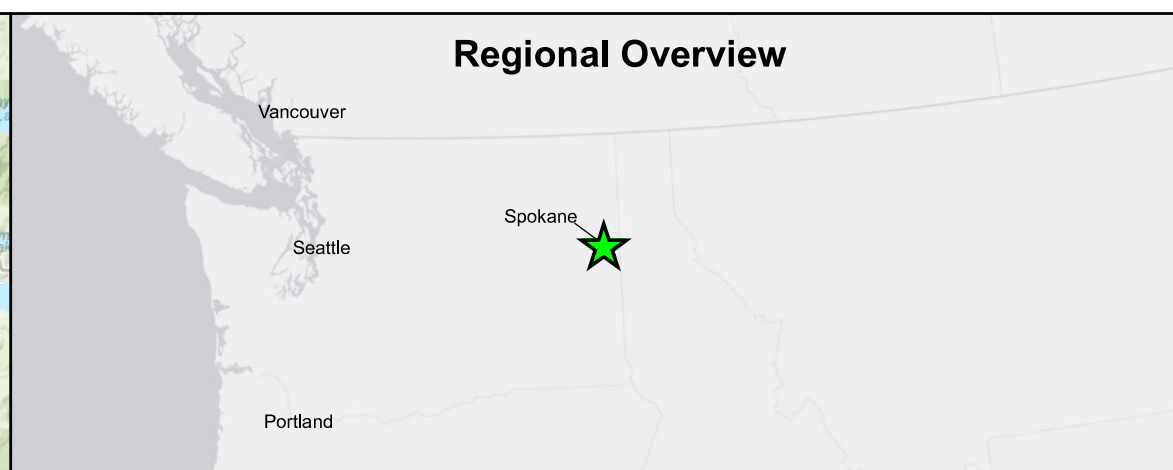 Regional Overview
Vancouver
Spokane
Seattle
Portland